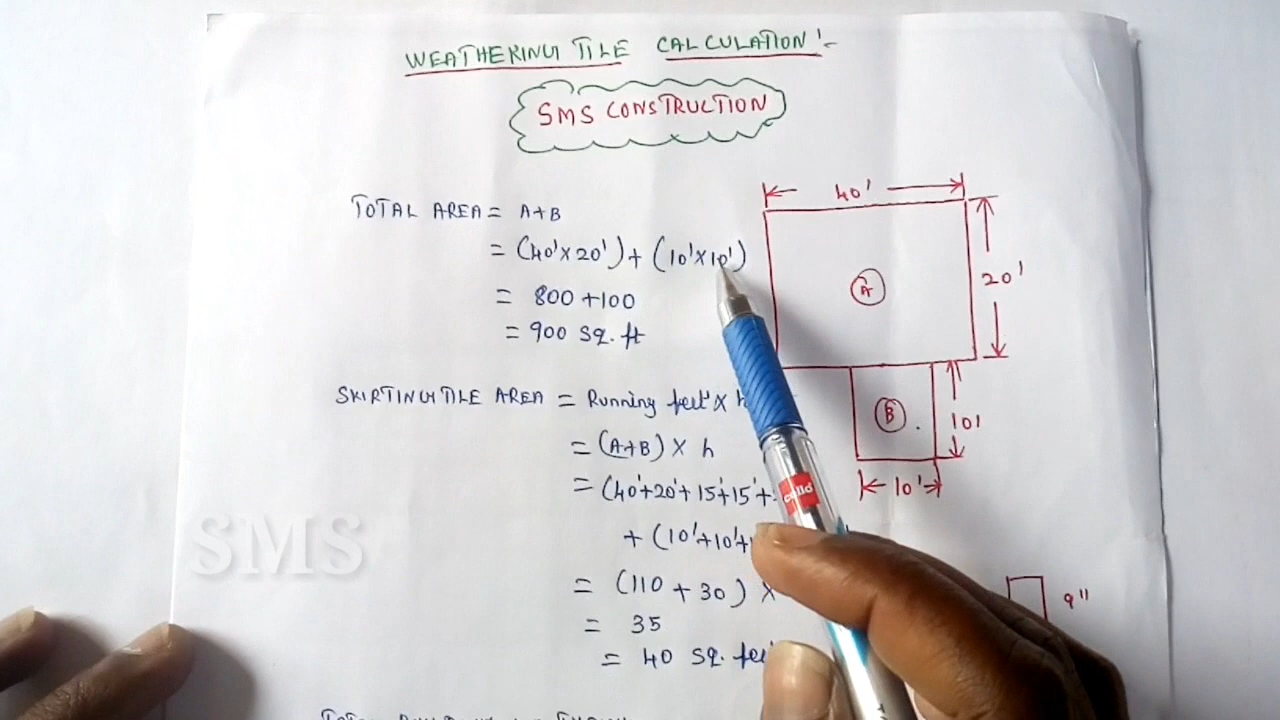 WEATHERING TILE CALCULATION:-
SMS CONSTRUCTION
TOTAL AREA = A+B
= (40'x20') + (10'x10')
= 800 +100
= 900 SQ.ft
SKIRTING TILE AREA = Running feet x h
= (A+B) x h
= (40'+20'+15'+15'+
+ (10'+10'+
= (110 + 30) x
= 35
= 40 SQ. feet
40'
A
20'
B
10'
10'
9"
SMS
cello